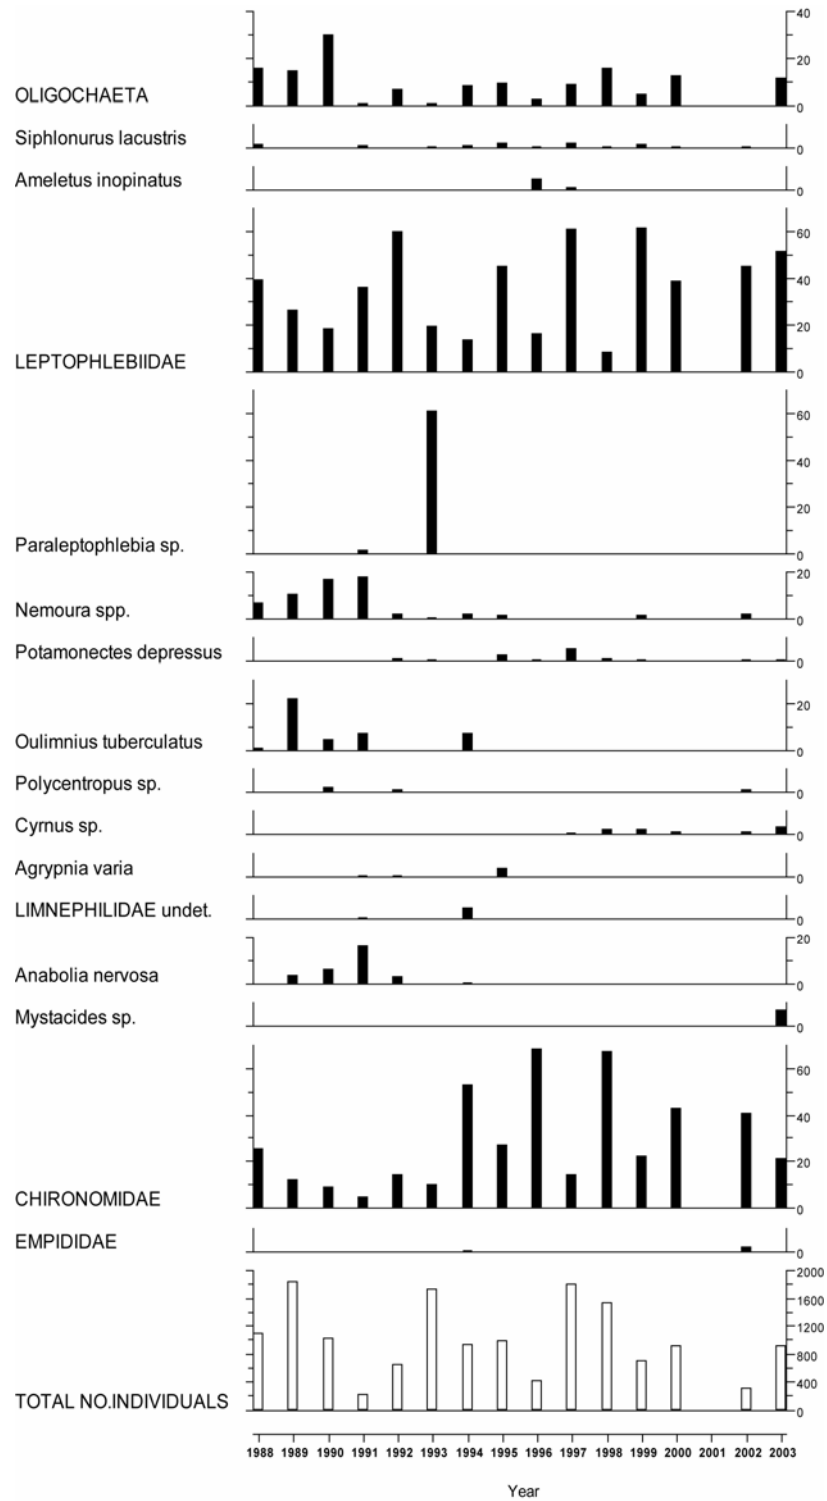 40
20
OLIGOCHAETA 0
Siphlonurus lacustris 0
Ameletus inopinatus 0
60
40
20
LEPTOPHLEBIIDAE 0
60
40
20
Paraleptophlebia sp. 0
20
Nemoura spp. 0
Potamonectes depressus 0
20
Oulimnius tuberculatus 0
Polycentropus sp. 0
Cyrnus sp. 0
Agrypnia varia 0
LIMNEPHILIDAE undet. 0
20
Anabolia nervosa 0
Mystacides sp. 0
60
40
20
CHIRONOMIDAE 0
EMPIDIDAE 0
2000
1600
1200
800
400
TOTAL NO.INDIVIDUALS 0
1988 1989 1990 1991 1992 1993 1994 1995 1996 1997 1998 1999 2000 2001 2002 2003
Year